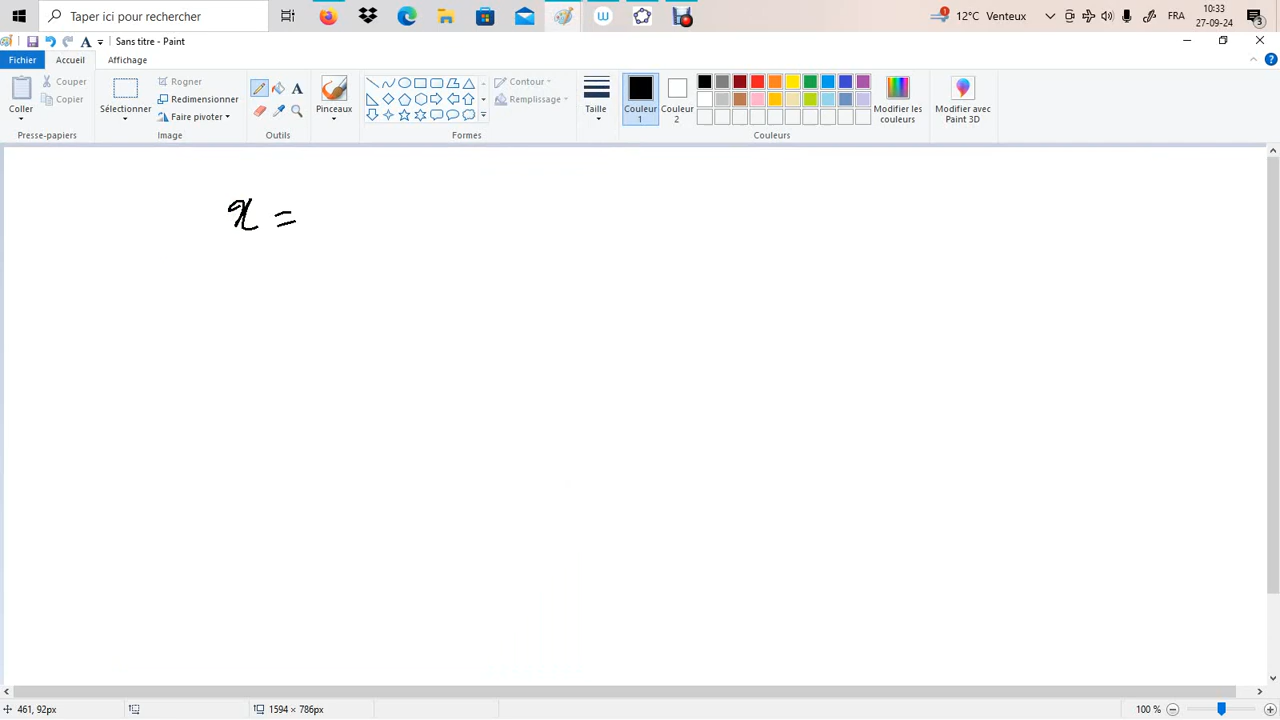 Taper ici pour rechercher 12°C Venteux FRA 10:33 27-09-24 3
Sans titre - Paint
Fichier Accueil Affichage
Coller Couper Copier Presse-papiers
Sélectionner Rogner Redimensionner Faire pivoter Image
A Outils
Pinceaux
Contour Remplissage Formes
Taille
Couleur 1 Couleur 2 Modifier les couleurs Couleurs
Modifier avec Paint 3D
x =
461, 92px 1594 × 786px 100 %